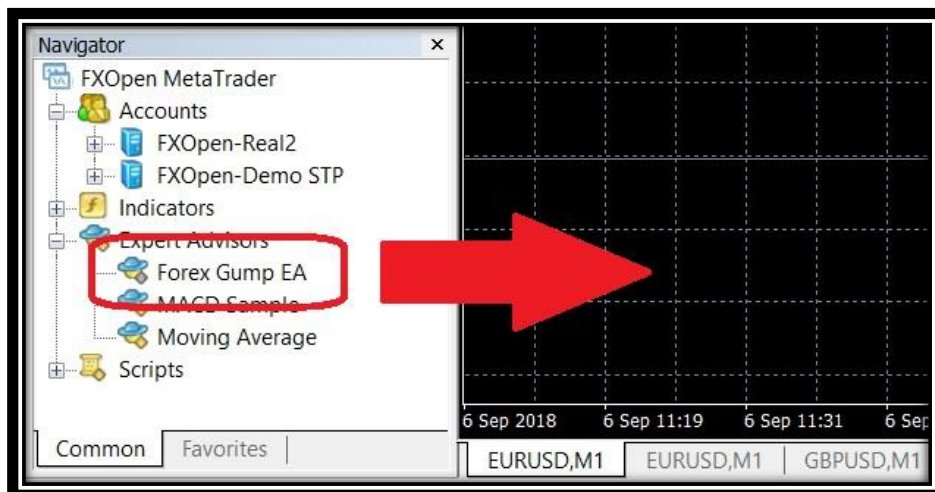 Navigator
FXOpen MetaTrader
Accounts
FXOpen-Real2
FXOpen-Demo STP
Indicators
Expert Advisors
Forex Gump EA
MACD Sample
Moving Average
Scripts
Common Favorites
6 Sep 2018 6 Sep 11:19 6 Sep 11:31 6 Sep
EURUSD,M1 EURUSD,M1 GBPUSD,M1